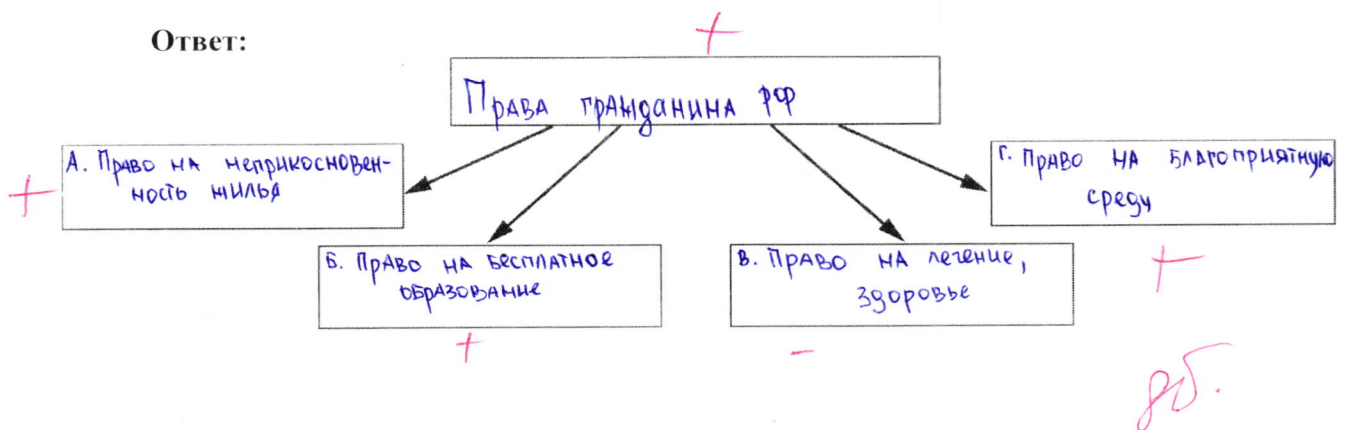 Ответ:
+
Права гражданина РФ
А. Право на неприкосновен-
ность жилья
+
Г. Право на благоприятную
среду
+
Б. Право на бесплатное
образование
+
В. Право на лечение,
здоровье
-
8б.